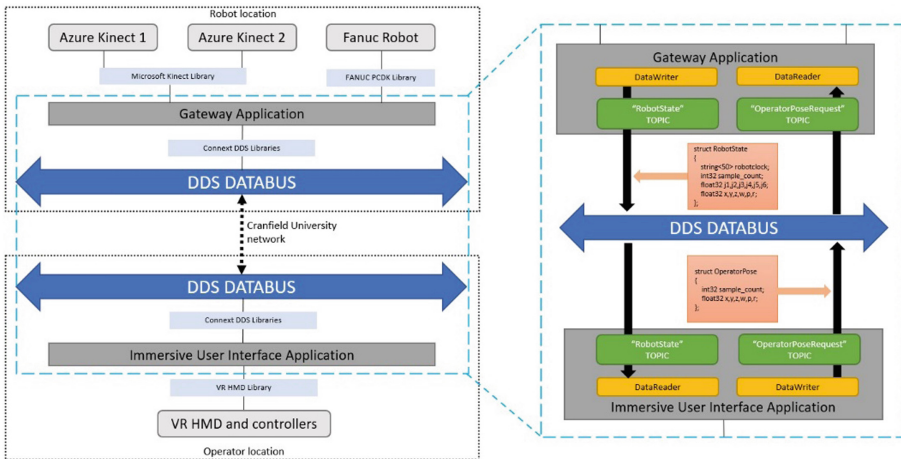 Robot location
Azure Kinect 1
Azure Kinect 2
Fanuc Robot
Microsoft Kinect Library
FANUC PCDK Library
Gateway Application
Connext DDS Libraries
DDS DATABUS
Cranfield University
network
DDS DATABUS
Connext DDS Libraries
Immersive User Interface Application
VR HMD Library
VR HMD and controllers
Operator location
Gateway Application
DataWriter
DataReader
"RobotState"
TOPIC
"OperatorPoseRequest"
TOPIC
struct RobotState
{
string<50> robotclock;
int32 sample_count;
float32 j1,j2,j3,j4,j5,j6;
float32 x,y,z,w,p,r;
};
DDS DATABUS
struct OperatorPose
{
int32 sample_count;
float32 x,y,z,w,p,r;
};
"RobotState"
TOPIC
"OperatorPoseRequest"
TOPIC
DataReader
DataWriter
Immersive User Interface Application